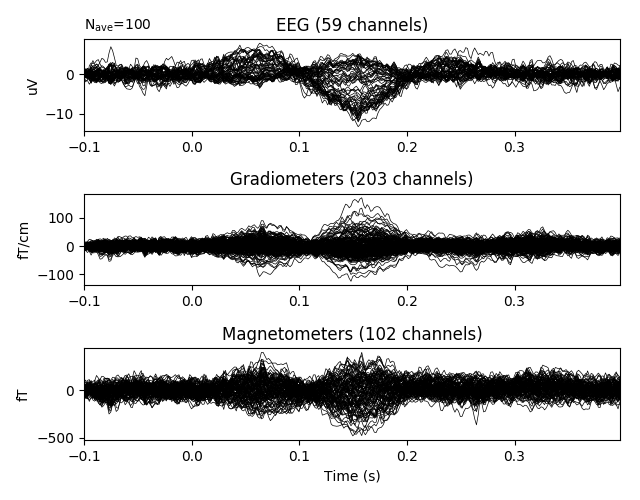 Nave=100
EEG (59 channels)
uV
0
−10
−0.1 0.0 0.1 0.2 0.3
Gradiometers (203 channels)
fT/cm
100
0
−100
−0.1 0.0 0.1 0.2 0.3
Magnetometers (102 channels)
fT
0
−500
−0.1 0.0 0.1 0.2 0.3
Time (s)